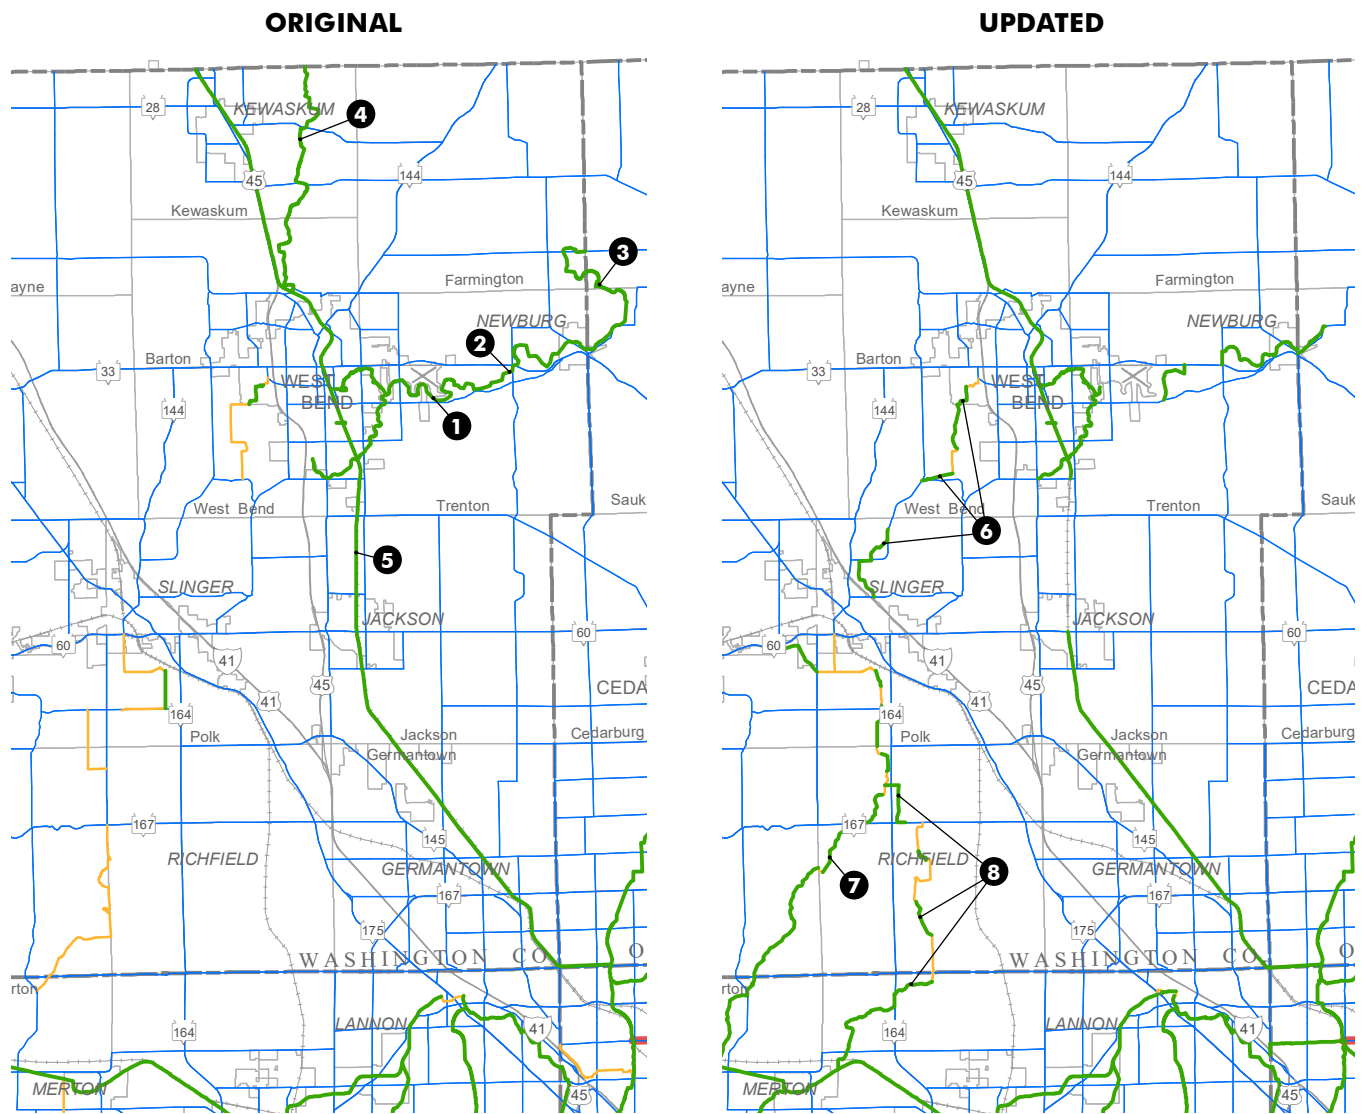 ORIGINAL
UPDATED
KEWASKUM
28
4
45
144
Kewaskum
3
ayne
Farmington
NEWBURG
2
Barton
33
WEST
BEND
144
1
West Bend
Trenton
Sauk
5
SLINGER
JACKSON
60
60
41
45
41
CEDA
164
Polk
Jackson
Cedarburg
Germantown
167
145
RICHFIELD
GERMANTOWN
167
175
WASHINGTON CO
O
rton
LANNON
164
41
MERTON
45
KEWASKUM
28
45
144
Kewaskum
ayne
Farmington
NEWBURG
Barton
33
WEST
BEND
144
West Bend
Trenton
Sauk
6
SLINGER
JACKSON
60
60
41
45
41
CEDA
164
Polk
Jackson
Cedarburg
Germantown
167
145
RICHFIELD
GERMANTOWN
7
8
167
175
WASHINGTON CO
O
rton
LANNON
164
41
MERTON
45